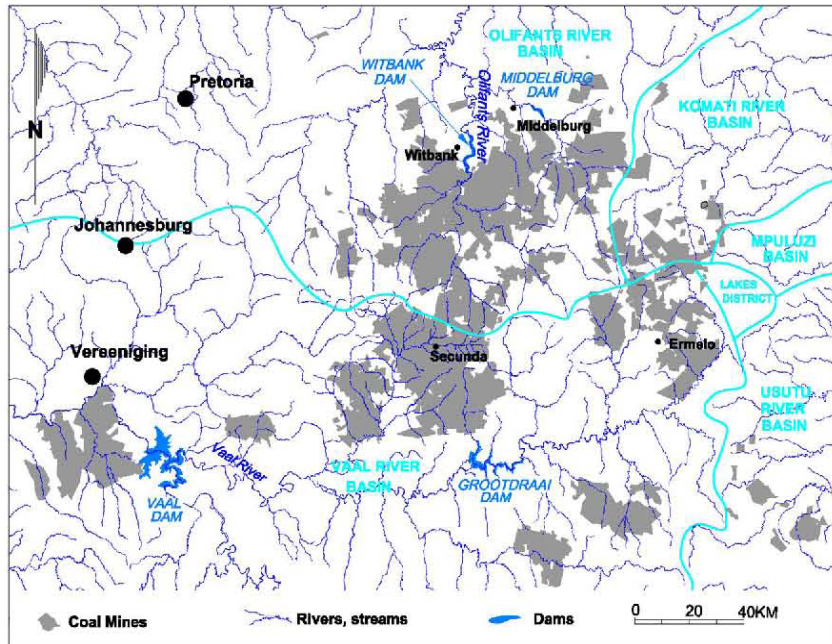 OLIFANTS RIVER
BASIN
WITBANK
DAM
MIDDELBURG
DAM
Pretoria
Olifants River
KOMATI RIVER
BASIN
N
Middelburg
Witbank
Johannesburg
MPULUZI
BASIN
LAKES
DISTRICT
Vereeniging
Secunda
Ermelo
USUTU
RIVER
BASIN
Vaal River
VAAL RIVER
BASIN
GROOTDRAAI
DAM
VAAL
DAM
Coal Mines
Rivers, streams
Dams
0 20 40KM